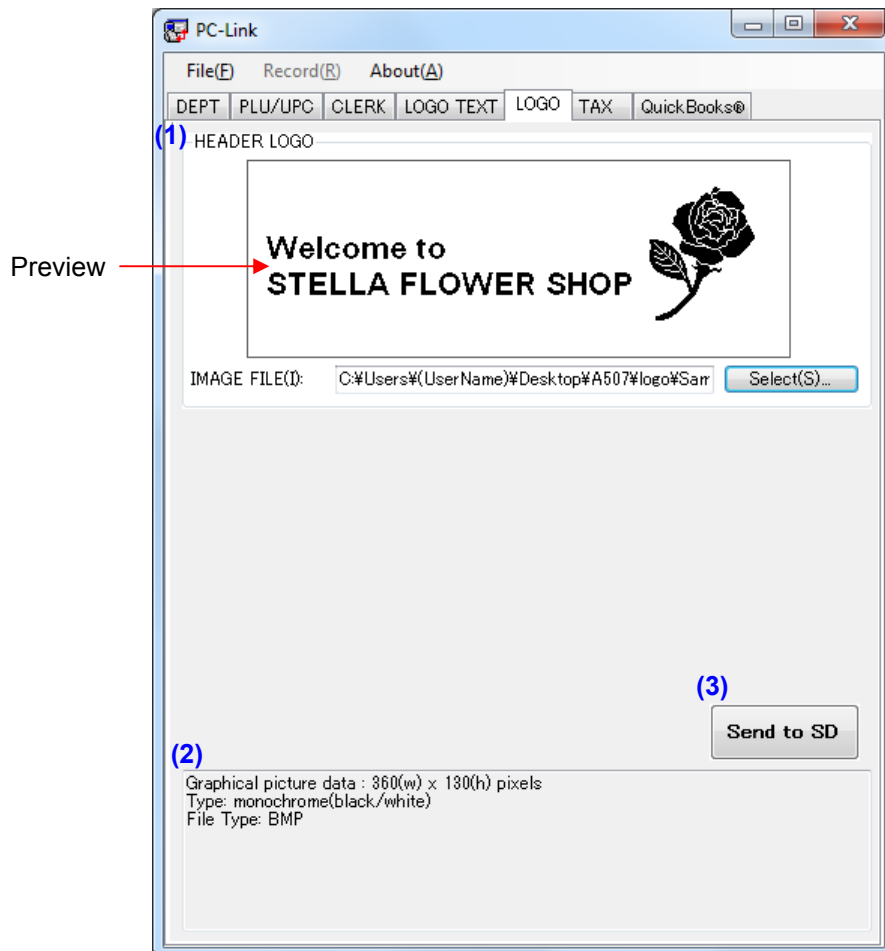 PC-Link
File(F) Record(R) About(A)
DEPT PLU/UPC CLERK LOGO TEXT LOGO TAX QuickBooks®
(1) HEADER LOGO
Welcome to
Preview
STELLA FLOWER SHOP
IMAGE FILE(I): C:¥Users¥(UserName)¥Desktop¥A507¥logo¥Sam Select(S)...
(3)
Send to SD
(2)
Graphical picture data : 360(w) x 130(h) pixels
Type: monochrome(black/white)
File Type: BMP